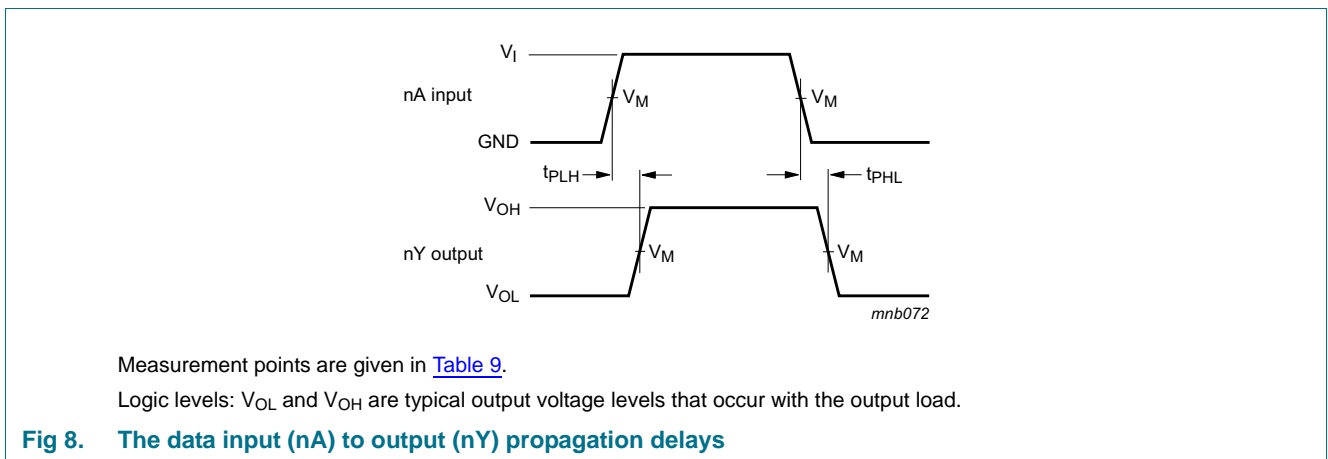 VI
nA input
VM
VM
GND
tPLH
tPHL
VOH
nY output
VM
VM
VOL
mnb072
Measurement points are given in Table 9.
Logic levels: VOL and VOH are typical output voltage levels that occur with the output load.
Fig 8. The data input (nA) to output (nY) propagation delays